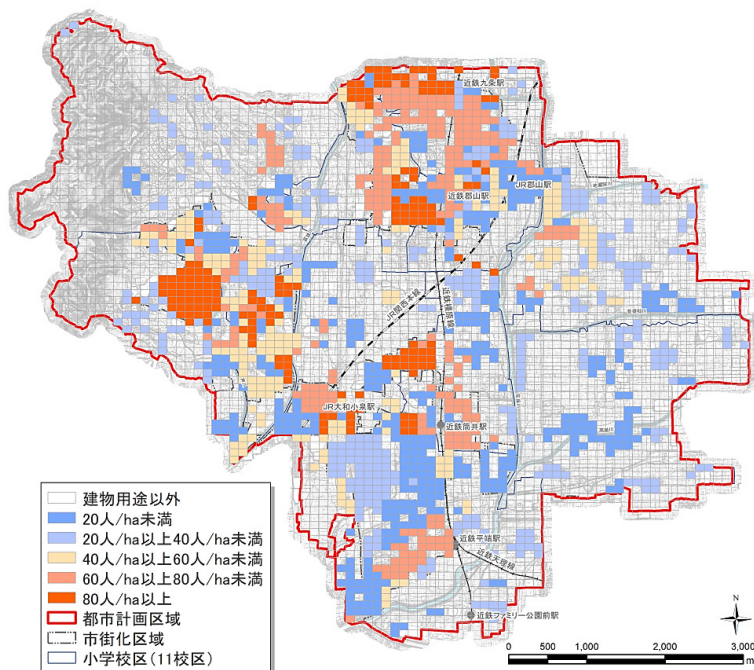 近鉄九条駅
JR郡山駅
近鉄郡山駅
JR関西本線
近鉄橿原線
JR大和小泉駅
近鉄筒井駅
近鉄平端駅
近鉄天理線
近鉄ファミリー公園前駅
建物用途以外
20人/ha未満
20人/ha以上40人/ha未満
40人/ha以上60人/ha未満
60人/ha以上80人/ha未満
80人/ha以上
都市計画区域
市街化区域
小学校区(11校区)
N
0 500 1,000 2,000 3,000
m